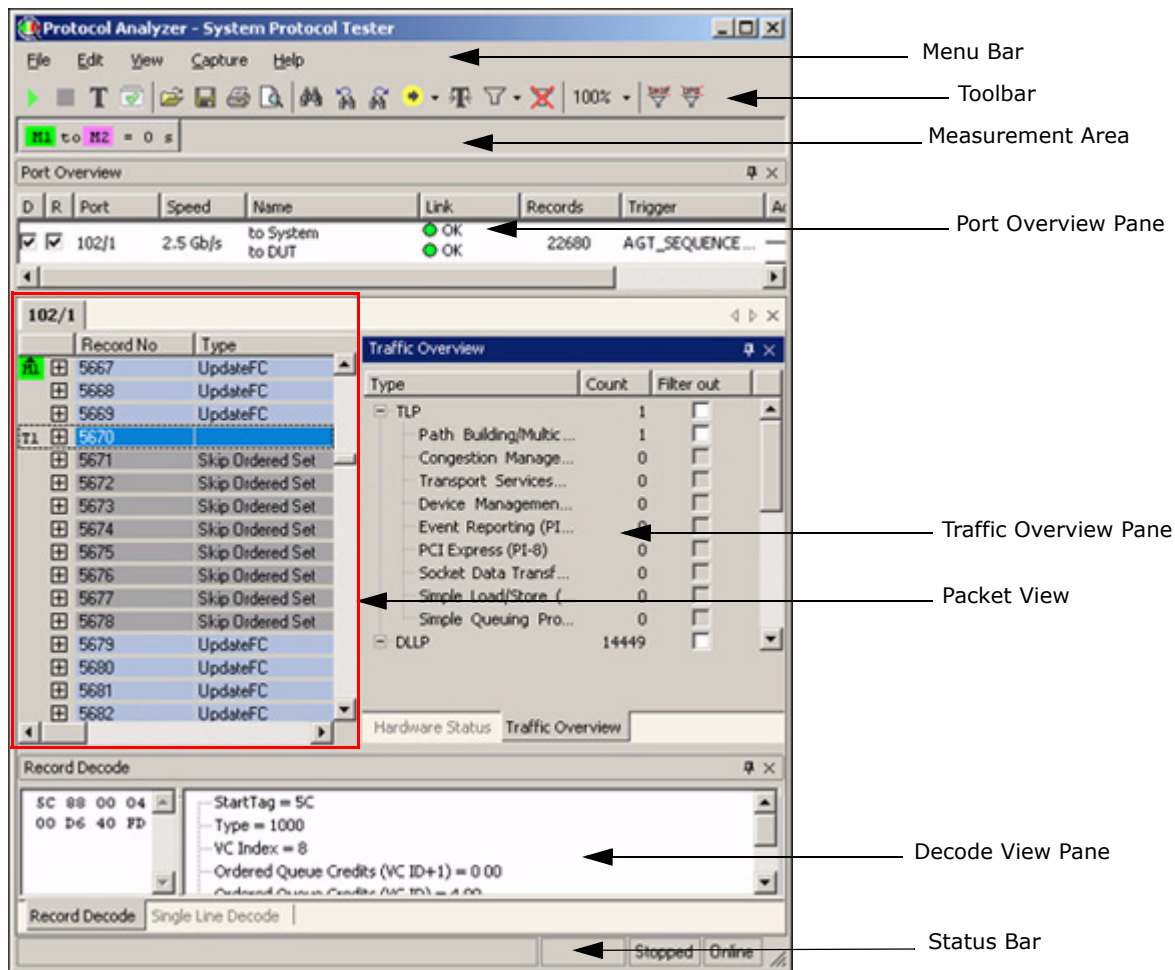 Protocol Analyzer - System Protocol Tester
File Edit View Capture Help
Menu Bar
T 100%
Toolbar
M1 to M2 = 0 s
Measurement Area
Port Overview
D R Port Speed Name Link Records Trigger
102/1 2.5 Gb/s to System OK 22680 AGT_SEQUENCE...
to DUT OK
Port Overview Pane
102/1
Record No Type
M1 5667 UpdateFC
5668 UpdateFC
5669 UpdateFC
T1 5670
5671 Skip Ordered Set
5672 Skip Ordered Set
5673 Skip Ordered Set
5674 Skip Ordered Set
5675 Skip Ordered Set
5676 Skip Ordered Set
5677 Skip Ordered Set
5678 Skip Ordered Set
5679 UpdateFC
5680 UpdateFC
5681 UpdateFC
5682 UpdateFC
Traffic Overview
Type Count Filter out
TLP 1
Path Building/Multic... 1
Congestion Manage... 0
Transport Services... 0
Device Managemen... 0
Event Reporting (PI... 0
PCI Express (PI-8) 0
Socket Data Transf... 0
Simple Load/Store (... 0
Simple Queuing Pro... 0
DLLP 14449
Hardware Status Traffic Overview
Traffic Overview Pane
Packet View
Record Decode
5C 88 00 04
00 D6 40 FD
StartTag = 5C
Type = 1000
VC Index = 8
Ordered Queue Credits (VC ID+1) = 0 00
Ordered Queue Credits (VC ID) = 4 00
Decode View Pane
Record Decode Single Line Decode
Stopped Online
Status Bar